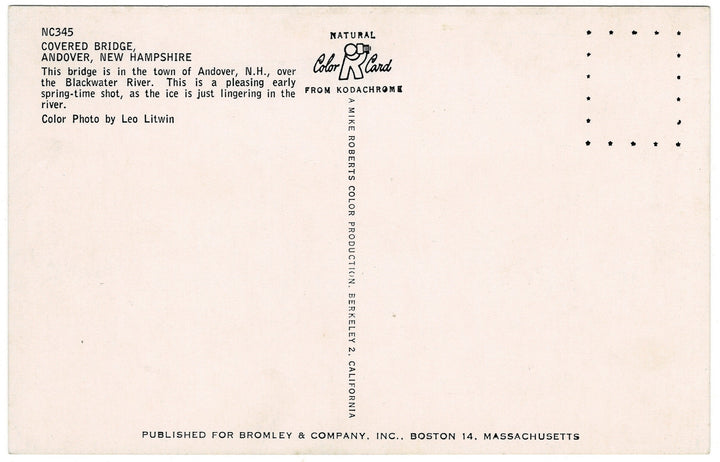 NC345
COVERED BRIDGE,
ANDOVER, NEW HAMPSHIRE
This bridge is in the town of Andover, N.H., over
the Blackwater River. This is a pleasing early
spring-time shot, as the ice is just lingering in the
river.
Color Photo by Leo Litwin
NATURAL
Color Card
FROM KODACHROME
A MIKE ROBERTS COLOR PRODUCTION, BERKELEY 2, CALIFORNIA
PUBLISHED FOR BROMLEY & COMPANY, INC., BOSTON 14, MASSACHUSETTS